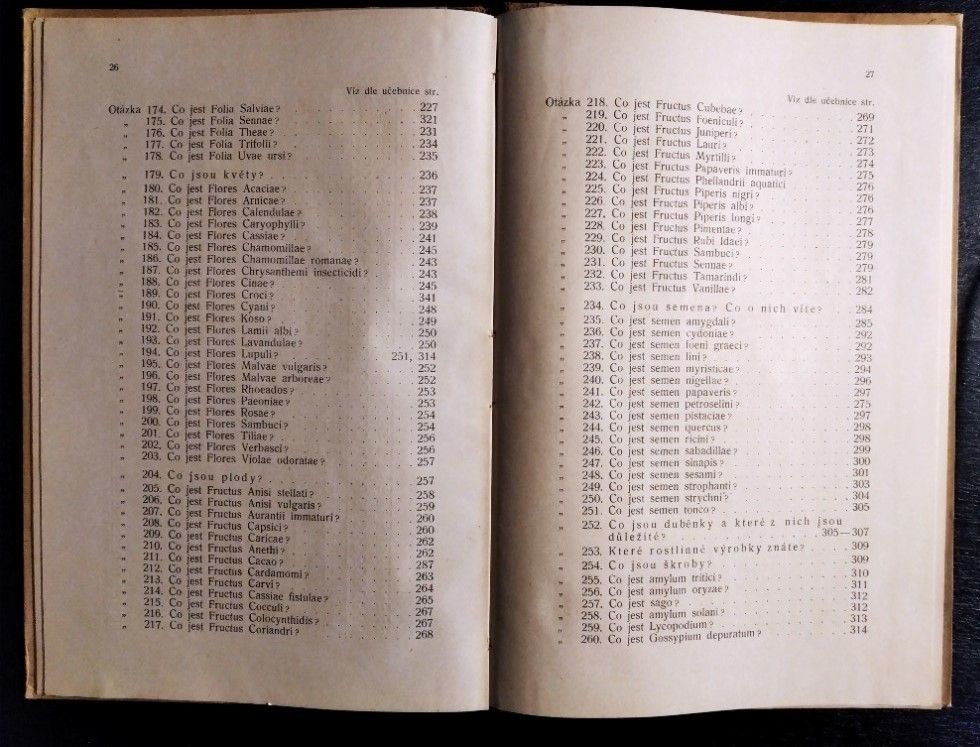 26
Viz dle učebnice str.
Otázka 174. Co jest Folia Salviae? 227
„ 175. Co jest Folia Sennae? 321
„ 176. Co jest Folia Theae? 231
„ 177. Co jest Folia Trifolii? 234
„ 178. Co jest Folia Uvae ursi? 235
„ 179. Co jsou květy? 236
„ 180. Co jest Flores Acaciae? 237
„ 181. Co jest Flores Arnicae? 237
„ 182. Co jest Flores Calendulae? 238
„ 183. Co jest Flores Caryophylli? 239
„ 184. Co jest Flores Cassiae? 241
„ 185. Co jest Flores Chamomillae? 245
„ 186. Co jest Flores Chamomillae romanae? 243
„ 187. Co jest Flores Chrysanthemi insecticidi? 243
„ 188. Co jest Flores Cinae? 245
„ 189. Co jest Flores Croci? 341
„ 190. Co jest Flores Cyani? 248
„ 191. Co jest Flores Koso? 249
„ 192. Co jest Flores Lamii albi? 250
„ 193. Co jest Flores Lavandulae? 250
„ 194. Co jest Flores Lupuli? 251, 314
„ 195. Co jest Flores Malvae vulgaris? 252
„ 196. Co jest Flores Malvae arboreae? 252
„ 197. Co jest Flores Rhoeados? 253
„ 198. Co jest Flores Paeoniae? 253
„ 199. Co jest Flores Rosae? 254
„ 200. Co jest Flores Sambuci? 254
„ 201. Co jest Flores Tiliae? 256
„ 202. Co jest Flores Verbasci? 256
„ 203. Co jest Flores Violae odoratae? 257
„ 204. Co jsou plody? 257
„ 205. Co jest Fructus Anisi stellati? 258
„ 206. Co jest Fructus Anisi vulgaris? 259
„ 207. Co jest Fructus Aurantii immaturi? 260
„ 208. Co jest Fructus Capsici? 260
„ 209. Co jest Fructus Caricae? 262
„ 210. Co jest Fructus Anethi? 262
„ 211. Co jest Fructus Cacao? 287
„ 212. Co jest Fructus Cardamomi? 263
„ 213. Co jest Fructus Carvi? 264
„ 214. Co jest Fructus Cassiae fistulae? 265
„ 215. Co jest Fructus Cocculi? 267
„ 216. Co jest Fructus Colocynthidis? 267
„ 217. Co jest Fructus Coriandri? 268
27
Viz dle učebnice str.
Otázka 218. Co jest Fructus Cubebae? 269
„ 219. Co jest Fructus Foeniculi? 271
„ 220. Co jest Fructus Juniperi? 272
„ 221. Co jest Fructus Lauri? 273
„ 222. Co jest Fructus Myrtilli? 274
„ 223. Co jest Fructus Papaveris immaturi? 275
„ 224. Co jest Fructus Phellandrii aquatici 276
„ 225. Co jest Fructus Piperis nigri? 276
„ 226. Co jest Fructus Piperis albi? 276
„ 227. Co jest Fructus Piperis longi? 277
„ 228. Co jest Fructus Pimentae? 278
„ 229. Co jest Fructus Rubi Idaei? 279
„ 230. Co jest Fructus Sambuci? 279
„ 231. Co jest Fructus Sennae? 279
„ 232. Co jest Fructus Tamarindi? 281
„ 233. Co jest Fructus Vanillae? 282
„ 234. Co jsou semena? Co o nich víte? 284
„ 235. Co jest semen amygdali? 285
„ 236. Co jest semen cydoniae? 292
„ 237. Co jest semen foeni graeci? 292
„ 238. Co jest semen lini? 293
„ 239. Co jest semen myristicae? 294
„ 240. Co jest semen nigellae? 296
„ 241. Co jest semen papaveris? 297
„ 242. Co jest semen petroselini? 275
„ 243. Co jest semen pistaciae? 297
„ 244. Co jest semen quercus? 298
„ 245. Co jest semen ricini? 298
„ 246. Co jest semen sabadillae? 299
„ 247. Co jest semen sinapis? 300
„ 248. Co jest semen sesami? 301
„ 249. Co jest semen strophanti? 303
„ 250. Co jest semen strychni? 304
„ 251. Co jest semen tonco? 305
„ 252. Co jsou duběnky a které z nich jsou
důležité? 305—307
„ 253. Které rostlinné výrobky znáte? 309
„ 254. Co jsou škroby? 309
„ 255. Co jest amylum tritici? 310
„ 256. Co jest amylum oryzae? 311
„ 257. Co jest sago? 312
„ 258. Co jest amylum solani? 312
„ 259. Co jest Lycopodium? 313
„ 260. Co jest Gossypium depuratum? 314